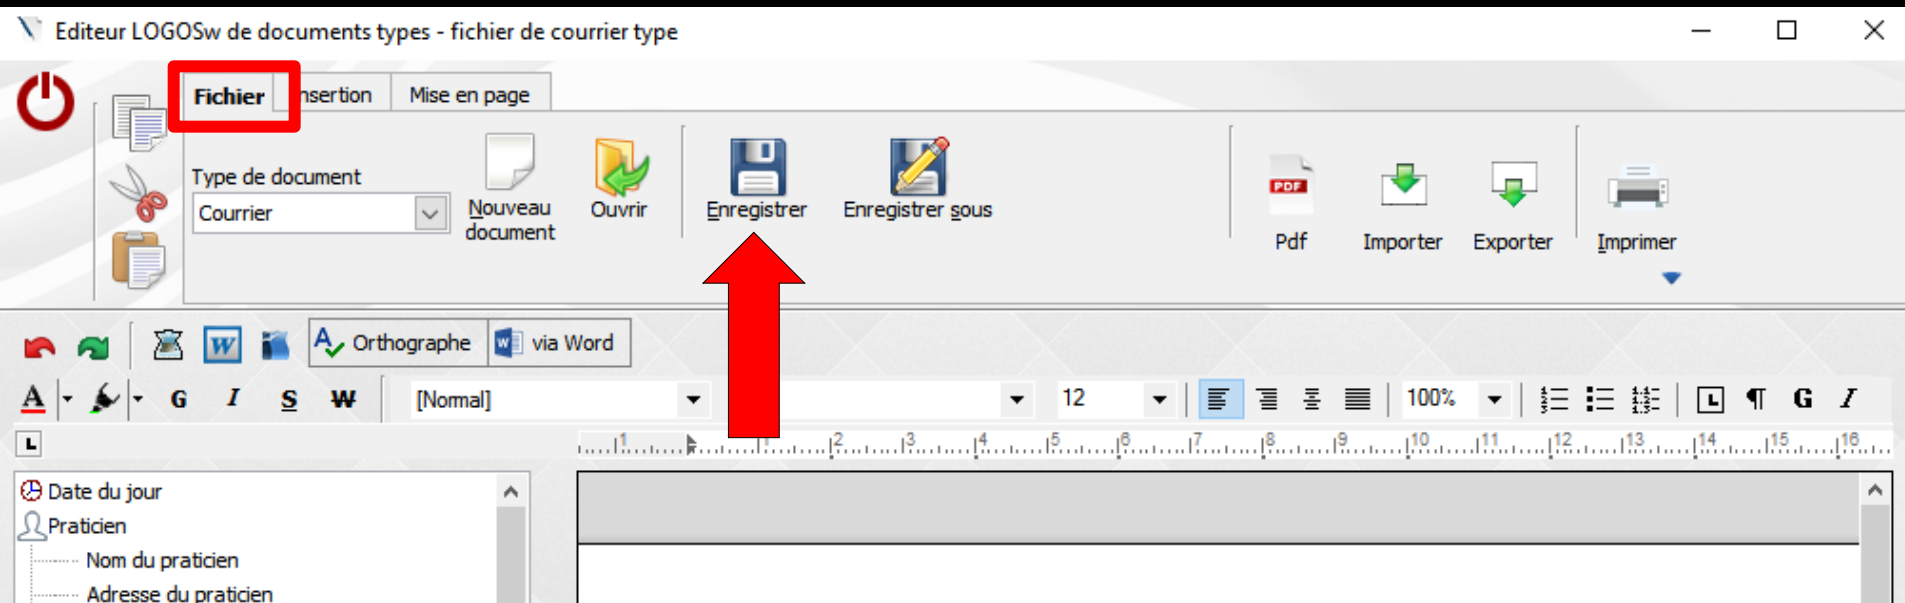 Editeur LOGOSw de documents types - fichier de courrier type
Fichier
nsertion
Mise en page
Type de document
Courrier
Nouveau
document
Ouvrir
Enregistrer
Enregistrer sous
PDF
Pdf
Importer
Exporter
Imprimer
W
A Orthographe
W via Word
A
G
I
S
W
[Normal]
12
100%
L
¶
G
I
L
1 1 2 3 4 5 6 7 8 9 10 11 12 13 14 15 16
Date du jour
Praticien
Nom du praticien
Adresse du praticien